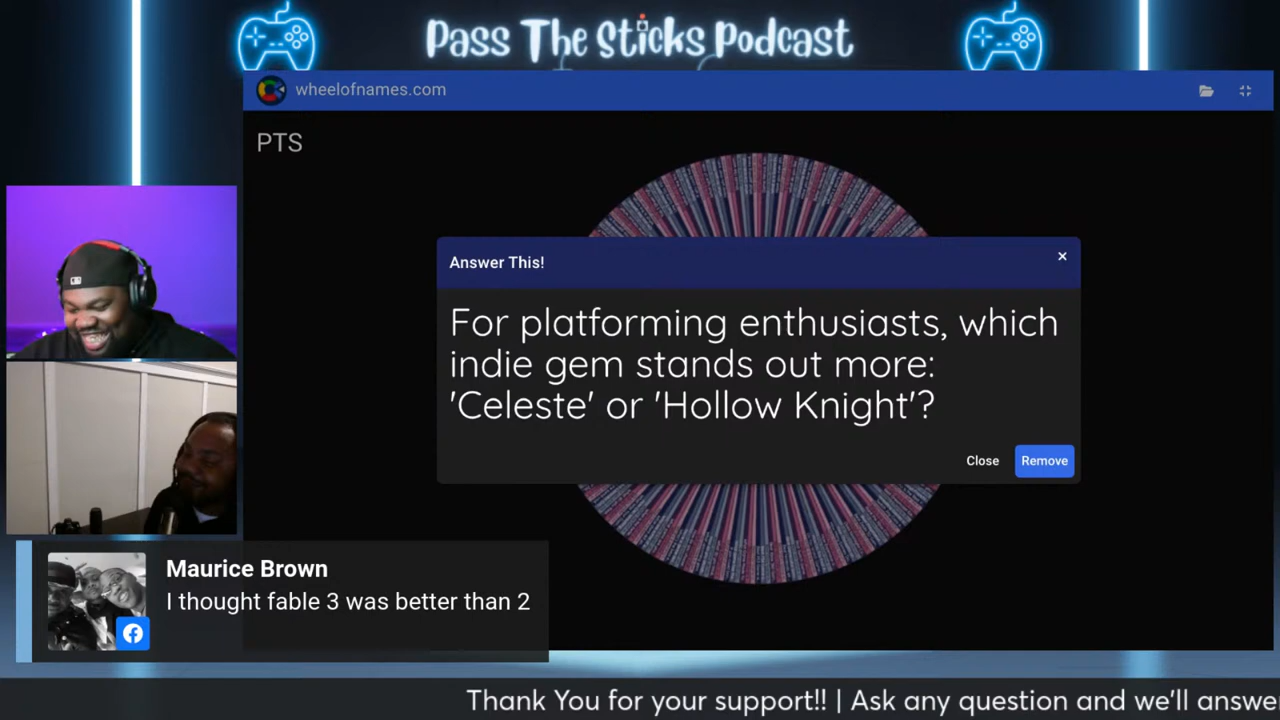 Pass The Sticks Podcast
wheelofnames.com
PTS
Answer This!
×
For platforming enthusiasts, which
indie gem stands out more:
'Celeste' or 'Hollow Knight'?
Close
Remove
Maurice Brown
I thought fable 3 was better than 2
Thank You for your support!! | Ask any question and we'll answe